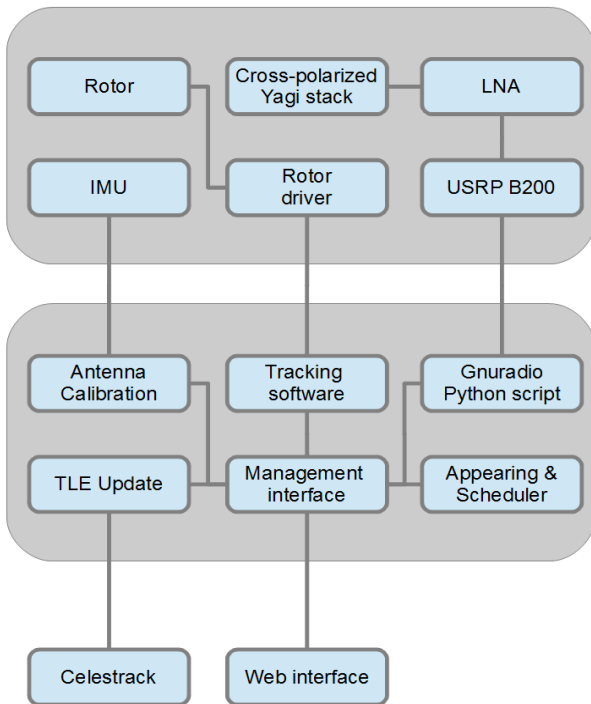 Rotor
Cross-polarized
Yagi stack
LNA
IMU
Rotor
driver
USRP B200
Antenna
Calibration
Tracking
software
Gnuradio
Python script
TLE Update
Management
interface
Appearing &
Scheduler
Celestrack
Web interface